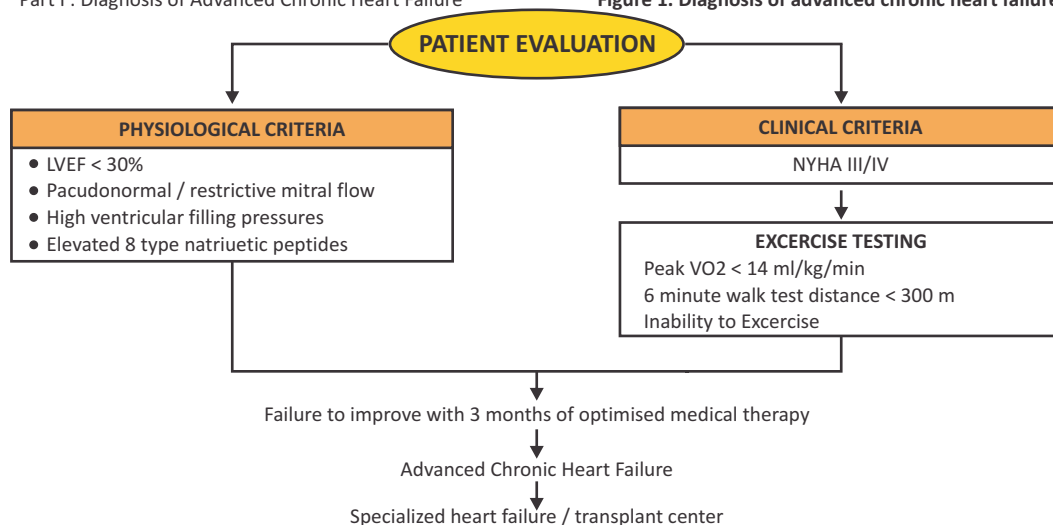 Part I : Diagnosis of Advanced Chronic Heart Failure
Figure 1: Diagnosis of advanced chronic heart failure
PATIENT EVALUATION
PHYSIOLOGICAL CRITERIA
• LVEF < 30%
• Pacudonormal / restrictive mitral flow
• High ventricular filling pressures
• Elevated 8 type natriuetic peptides
CLINICAL CRITERIA
NYHA III/IV
EXCERCISE TESTING
Peak VO2 < 14 ml/kg/min
6 minute walk test distance < 300 m
Inability to Excercise
Failure to improve with 3 months of optimised medical therapy
Advanced Chronic Heart Failure
Specialized heart failure / transplant center